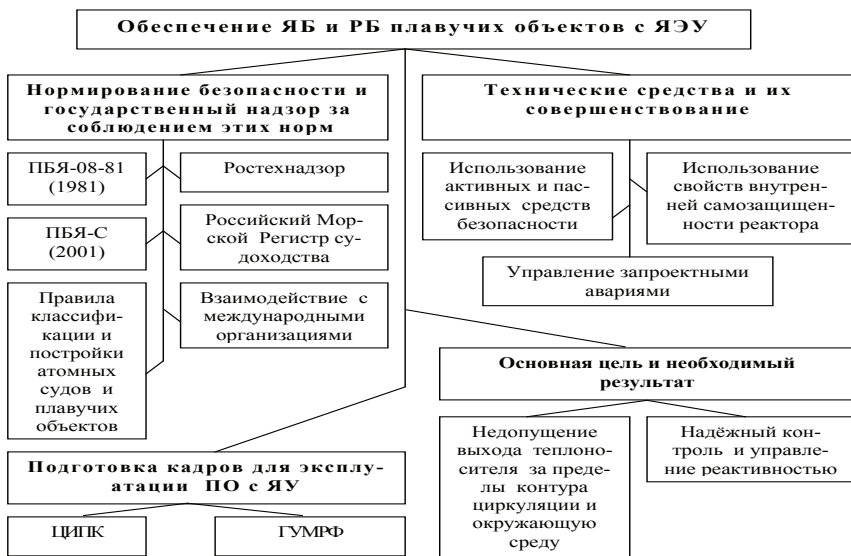 Обеспечение ЯБ и РБ плавучих объектов с ЯЭУ
Нормирование безопасности и
государственный надзор за
соблюдением этих норм
ПБЯ-08-81
(1981)
Ростехнадзор
ПБЯ-С
(2001)
Российский Мор-
ской Регистр су-
доходства
Правила
классифи-
кации и
постройки
атомных
судов и
плавучих
объектов
Взаимодействие с
международными
организациями
Технические средства и их
совершенствование
Использование
активных и пас-
сивных средств
безопасности
Использование
свойств внутрен-
ней самозащищен-
ности реактора
Управление запроектными
авариями
Основная цель и необходимый
результат
Недопущение
выхода теплоно-
сителя за преде-
лы контура
циркуляции и
окружающую
среду
Надёжный кон-
троль и управле-
ние реактивностью
Подготовка кадров для эксплу-
атации ПО с ЯУ
ЦИПК
ГУМРФ